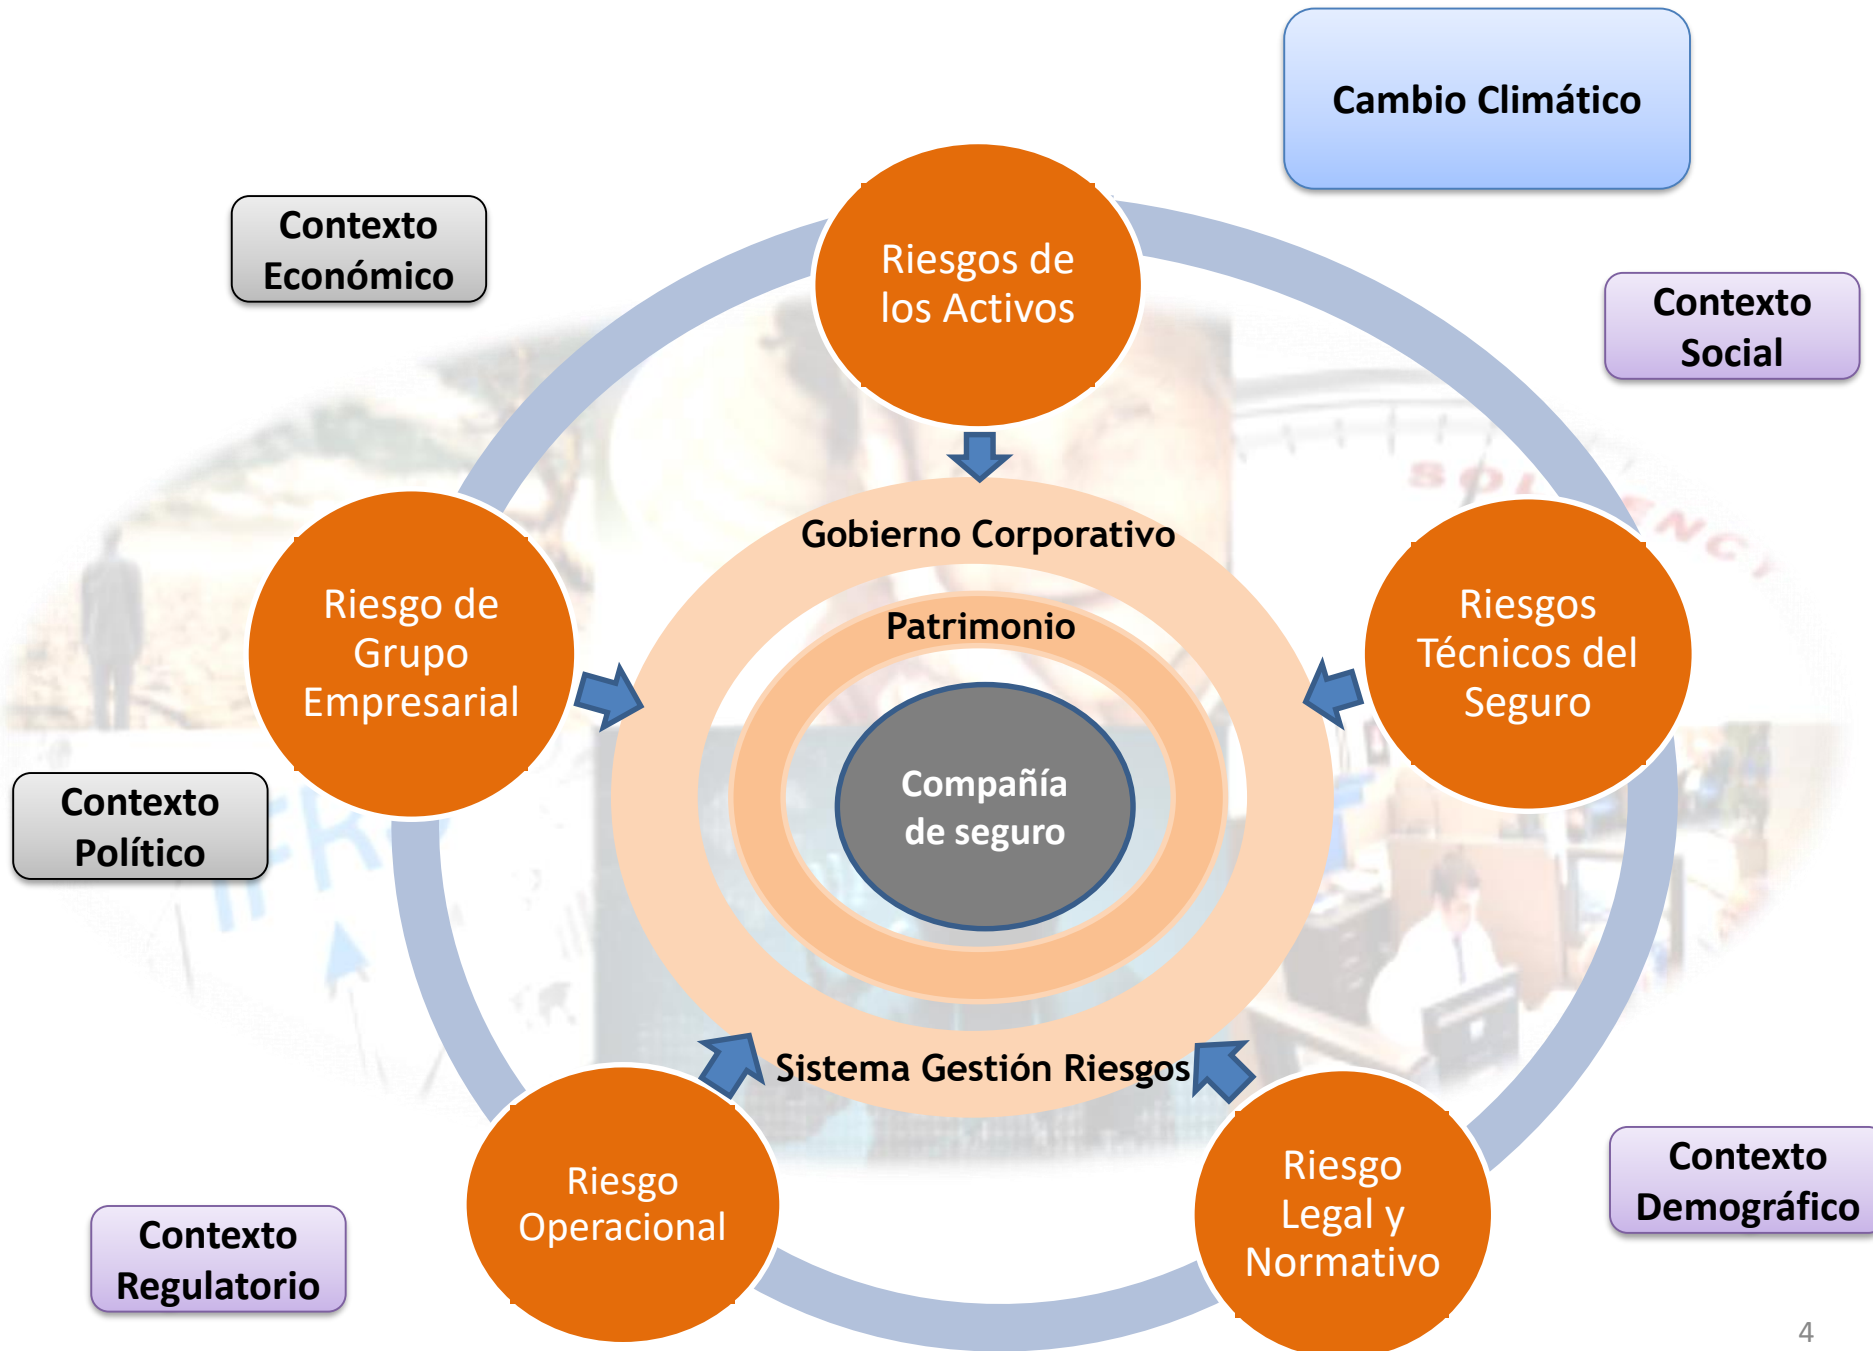 Cambio Climático
Contexto
Económico
Riesgos de
los Activos
Contexto
Social
SOLVENCY
Gobierno Corporativo
Riesgo de
Grupo
Empresarial
Patrimonio
Riesgos
Técnicos del
Seguro
Compañía
de seguro
Contexto
Político
IFRS
Sistema Gestión Riesgos
Riesgo
Operacional
Riesgo
Legal y
Normativo
Contexto
Demográfico
Contexto
Regulatorio
4